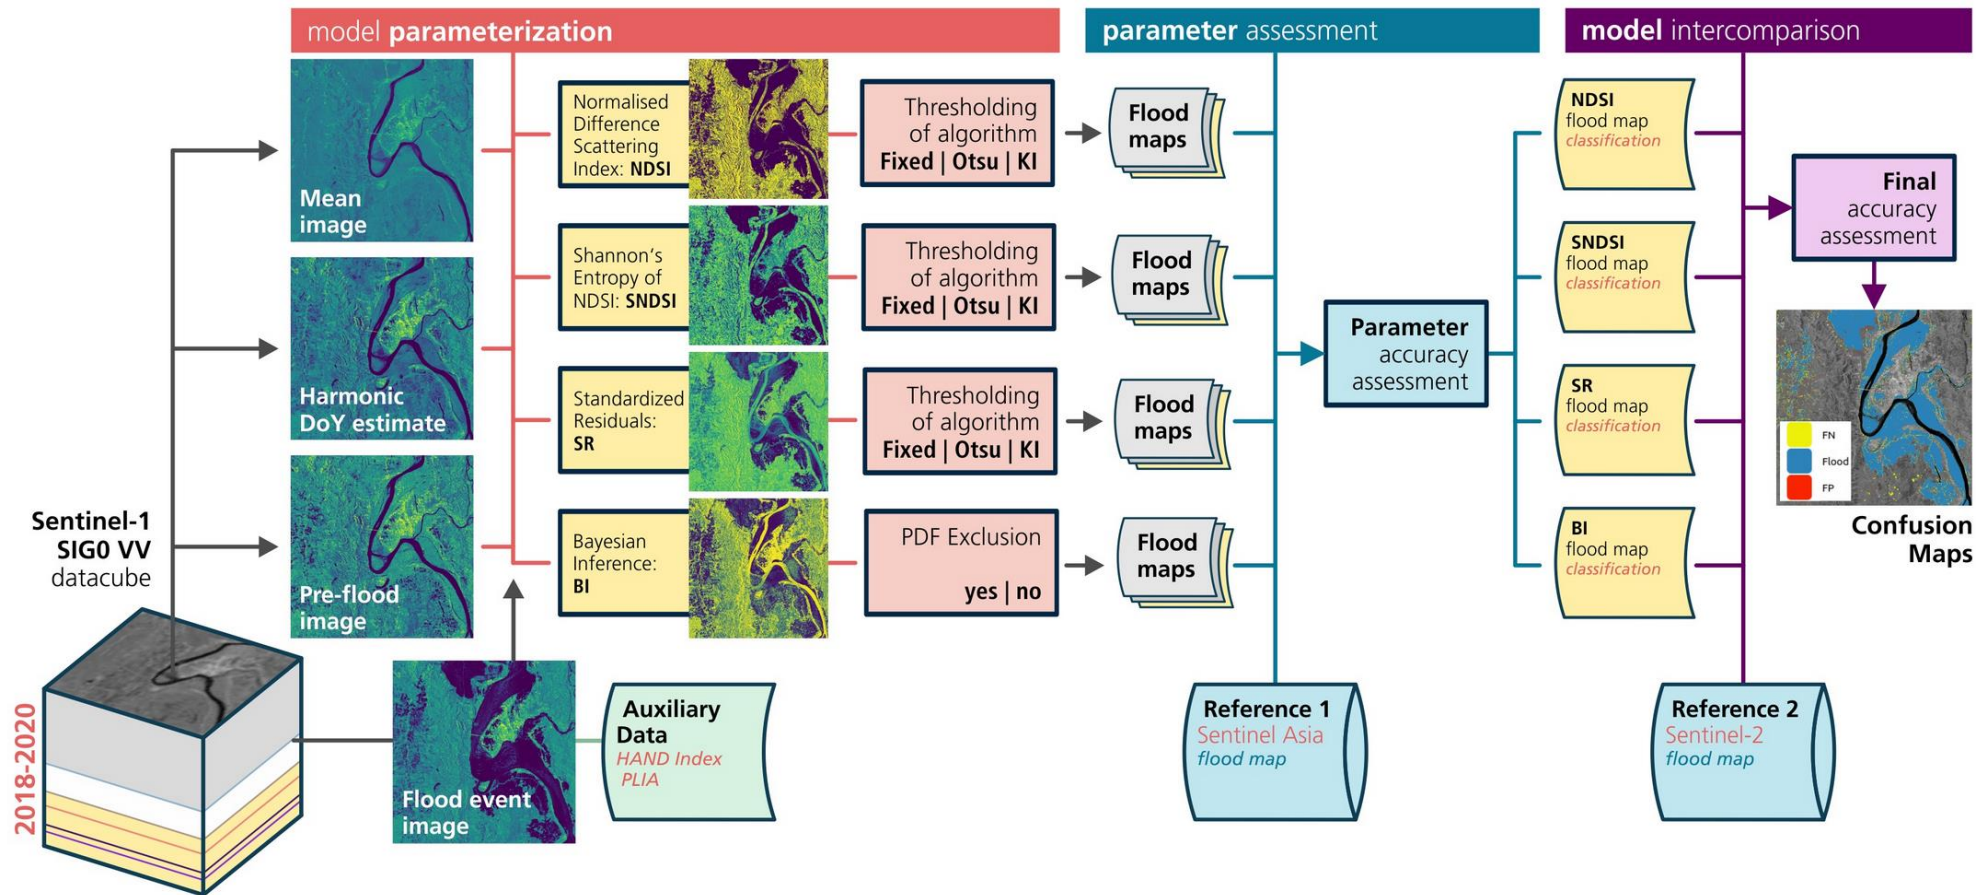 model parameterization
parameter assessment
model intercomparison
Mean
image
Harmonic
DoY estimate
Pre-flood
image
Sentinel-1
SIG0 VV
datacube
2018-2020
Flood event
image
Auxiliary
Data
HAND Index
PLIA
Normalised
Difference
Scattering
Index: NDSI
Shannon's
Entropy of
NDSI: SNDSI
Standardized
Residuals:
SR
Bayesian
Inference:
BI
Thresholding
of algorithm
Fixed | Otsu | KI
Thresholding
of algorithm
Fixed | Otsu | KI
Thresholding
of algorithm
Fixed | Otsu | KI
PDF Exclusion
yes | no
Flood
maps
Flood
maps
Flood
maps
Flood
maps
Reference 1
Sentinel Asia
flood map
Parameter
accuracy
assessment
NDSI
flood map
classification
SNDSI
flood map
classification
SR
flood map
classification
BI
flood map
classification
Reference 2
Sentinel-2
flood map
Final
accuracy
assessment
FN
Flood
FP
Confusion
Maps